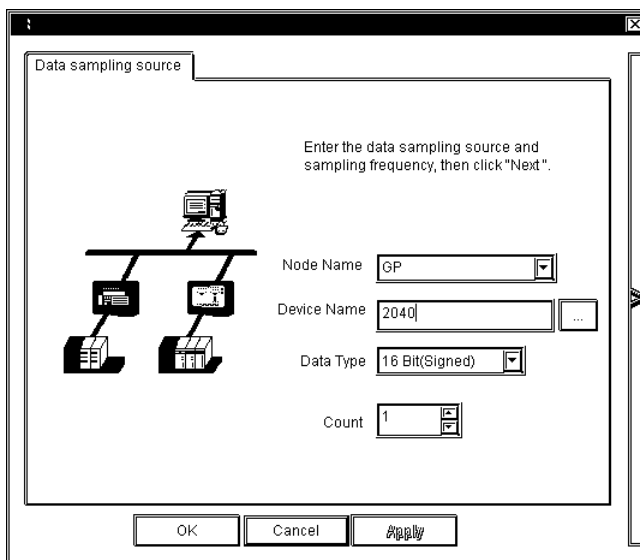 Data sampling source
Enter the data sampling source and
sampling frequency, then click "Next".
Node Name GP
Device Name 2040 ...
Data Type 16 Bit(Signed)
Count 1
OK Cancel Apply